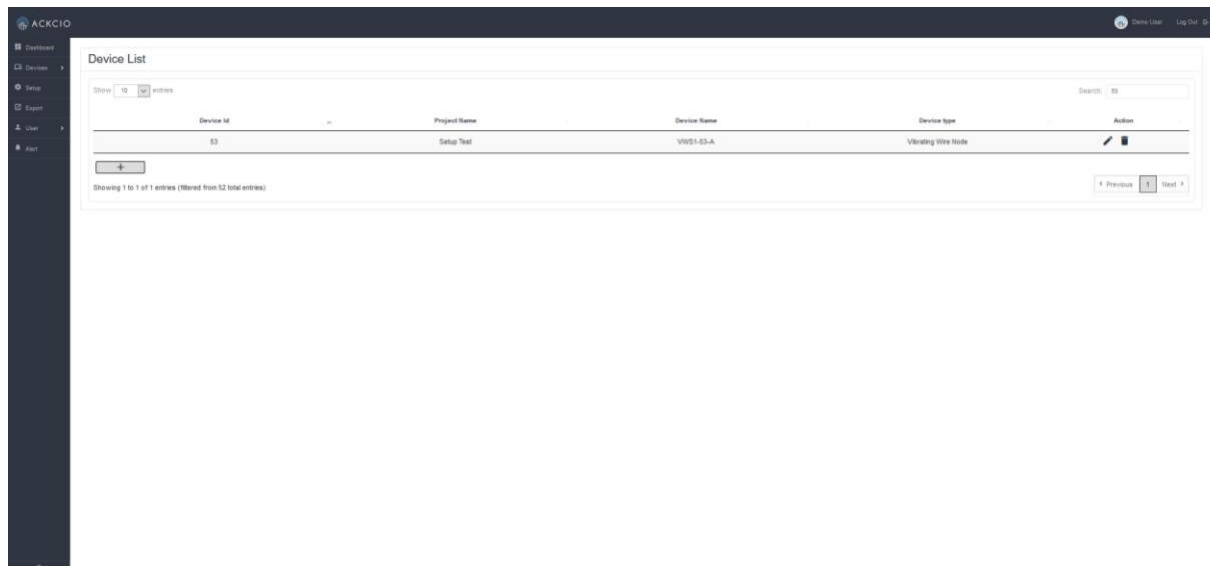 ACKCIO
Demo User Log Out
Dashboard
Devices
Setup
Export
User
Alert
Device List
Show 10 entries
Search: 53
Device Id Project Name Device Name Device type Action
53 Setup Test VWS1-53-A Vibrating Wire Node
+
Showing 1 to 1 of 1 entries (filtered from 52 total entries)
Previous 1 Next